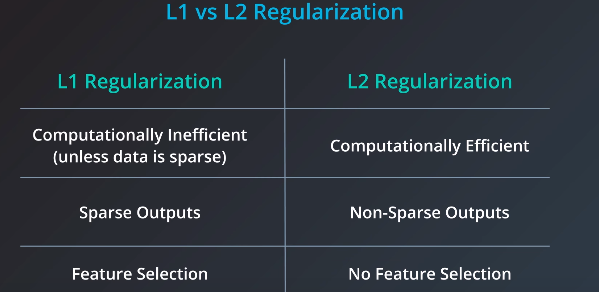 L1 vs L2 Regularization
L1 Regularization
L2 Regularization
Computationally Inefficient
(unless data is sparse)
Computationally Efficient
Sparse Outputs
Non-Sparse Outputs
Feature Selection
No Feature Selection